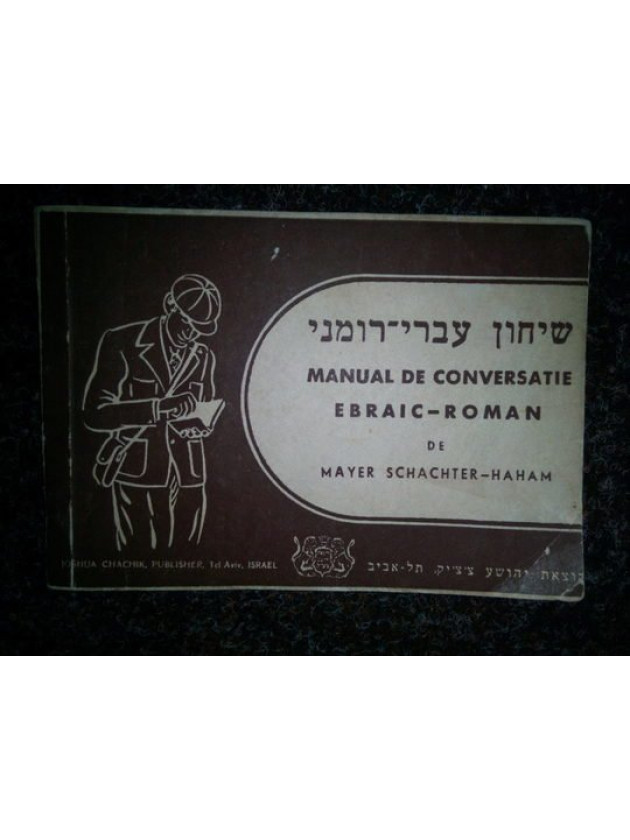 שיחון עברי־רומני
MANUAL DE CONVERSATIE
EBRAIC-ROMAN
DE
MAYER SCHACHTER-HAHAM
JOSHUA CHACHIK, PUBLISHER, Tel Aviv, ISRAEL
הוצאת יהושע צ׳צ׳יק, תל-אביב